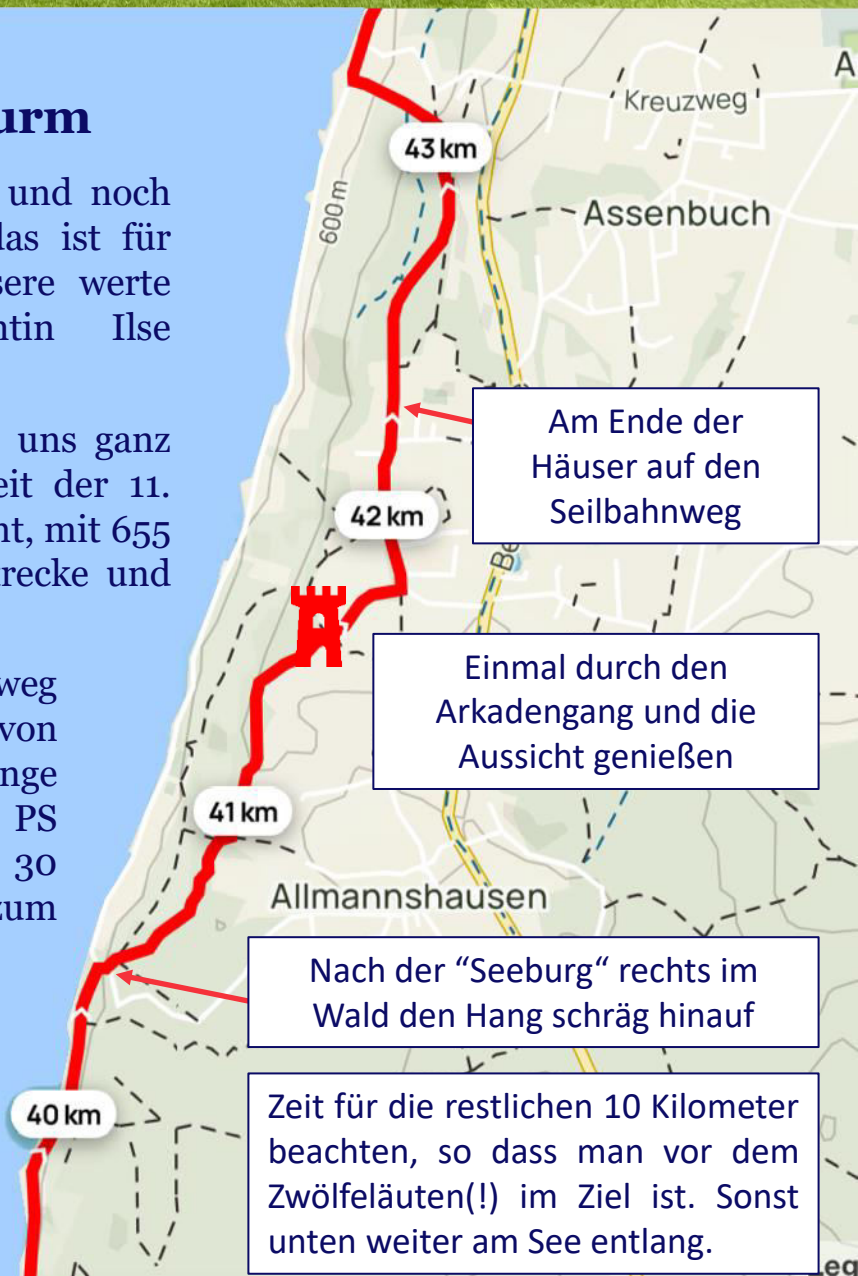 urm
und noch
das ist für
sere werte
ntin Ilse
uns ganz
eit der 11.
nt, mit 655
trecke und
weg
von
nge
PS
30
zum
A
Kreuzweg
43 km
600 m
Assenbuch
Am Ende der
Häuser auf den
Seilbahnweg
42 km
Be
Einmal durch den
Arkadengang und die
Aussicht genießen
41 km
Allmannshausen
Nach der “Seeburg“ rechts im
Wald den Hang schräg hinauf
40 km
Zeit für die restlichen 10 Kilometer
beachten, so dass man vor dem
Zwölfeläuten(!) im Ziel ist. Sonst
unten weiter am See entlang.
eg